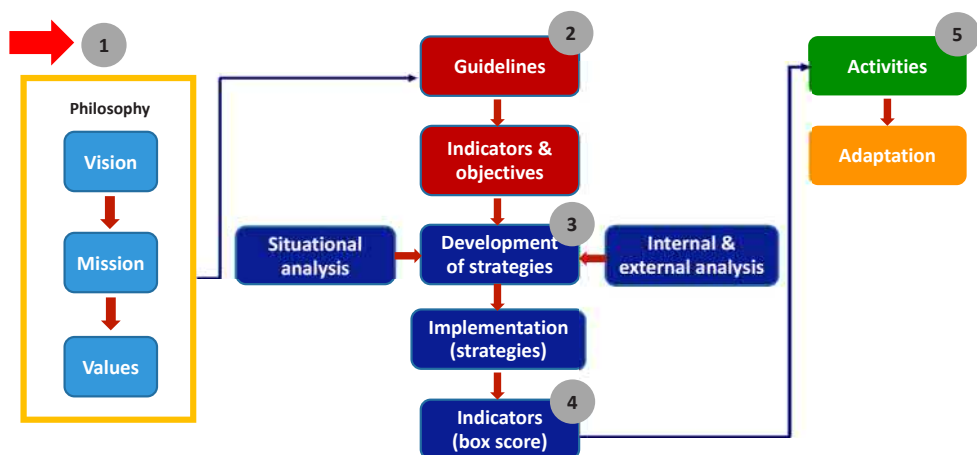 1
Philosophy
Vision
Mission
Values
2
Guidelines
Indicators &
objectives
3
Situational
analysis
Development
of strategies
Internal &
external analysis
Implementation
(strategies)
4
Indicators
(box score)
5
Activities
Adaptation